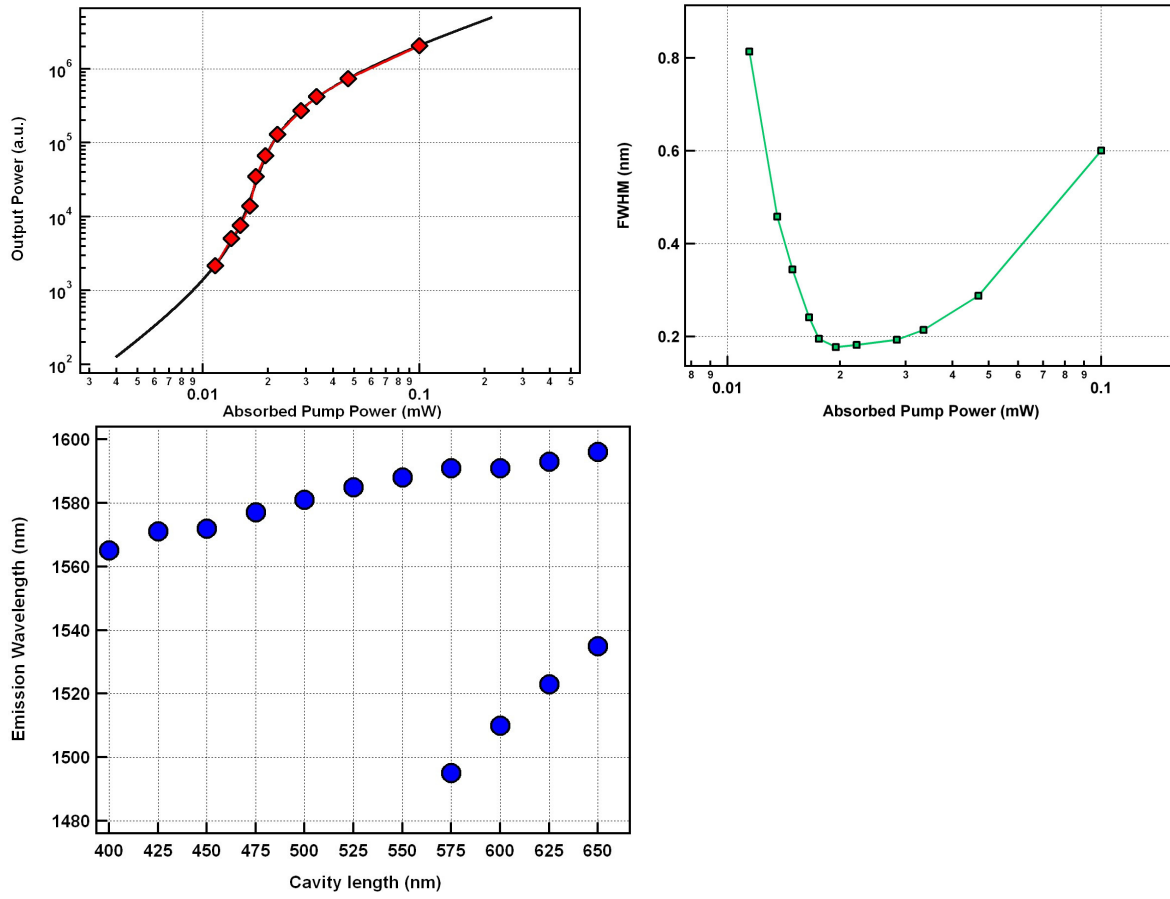 Output Power (a.u.)
10^6
10^5
10^4
10^3
10^2
3 4 5 6 7 8 9 0.01 2 3 4 5 6 7 8 9 0.1 2 3 4 5
Absorbed Pump Power (mW)
FWHM (nm)
0.8
0.6
0.4
0.2
8 9 0.01 2 3 4 5 6 7 8 9 0.1
Absorbed Pump Power (mW)
Emission Wavelength (nm)
1600
1580
1560
1540
1520
1500
1480
400 425 450 475 500 525 550 575 600 625 650
Cavity length (nm)